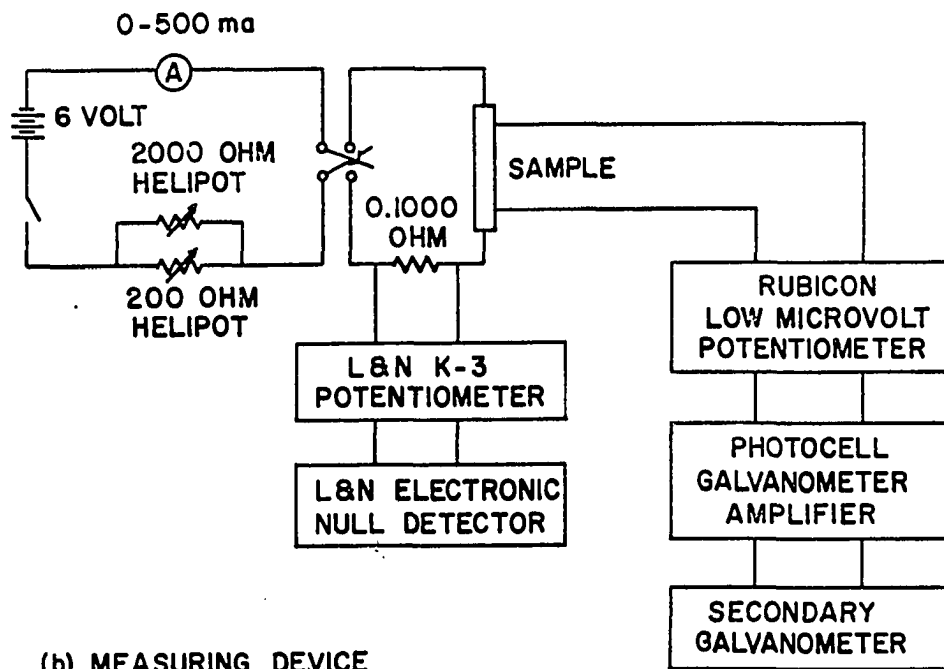 0-500 ma
A
6 VOLT
2000 OHM
HELIPOT
200 OHM
HELIPOT
0.1000
OHM
SAMPLE
L&N K-3
POTENTIOMETER
L&N ELECTRONIC
NULL DETECTOR
RUBICON
LOW MICROVOLT
POTENTIOMETER
PHOTOCELL
GALVANOMETER
AMPLIFIER
SECONDARY
GALVANOMETER
(b) MEASURING DEVICE